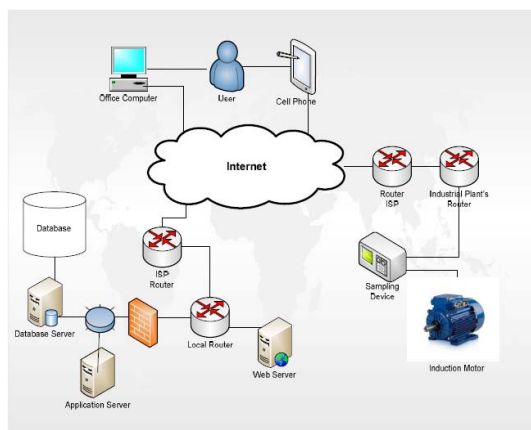 Office Computer
User
Cell Phone
Internet
Router
ISP
Industrial Plant's
Router
Database
ISP
Router
Sampling
Device
Database Server
Local Router
Web Server
Induction Motor
Application Server